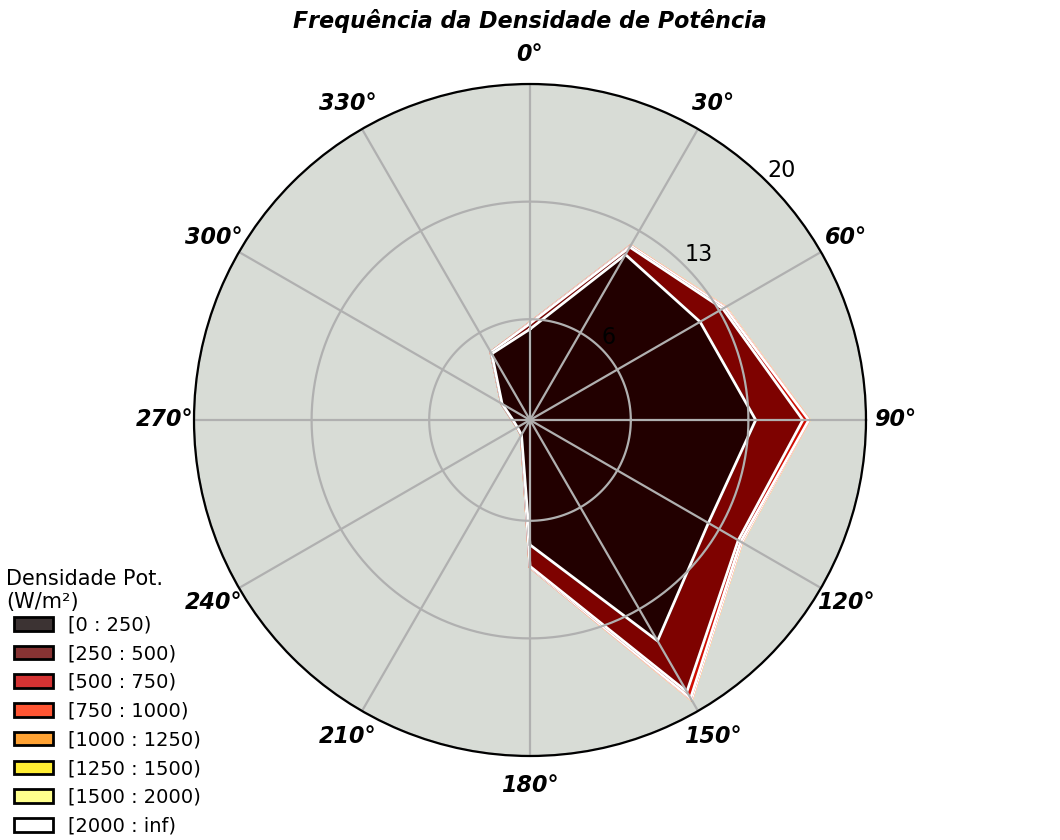 Frequência da Densidade de Potência
0°
330°
30°
20
300°
60°
13
6
270°
90°
240°
120°
210°
150°
180°
Densidade Pot.
(W/m²)
[0 : 250)
[250 : 500)
[500 : 750)
[750 : 1000)
[1000 : 1250)
[1250 : 1500)
[1500 : 2000)
[2000 : inf)